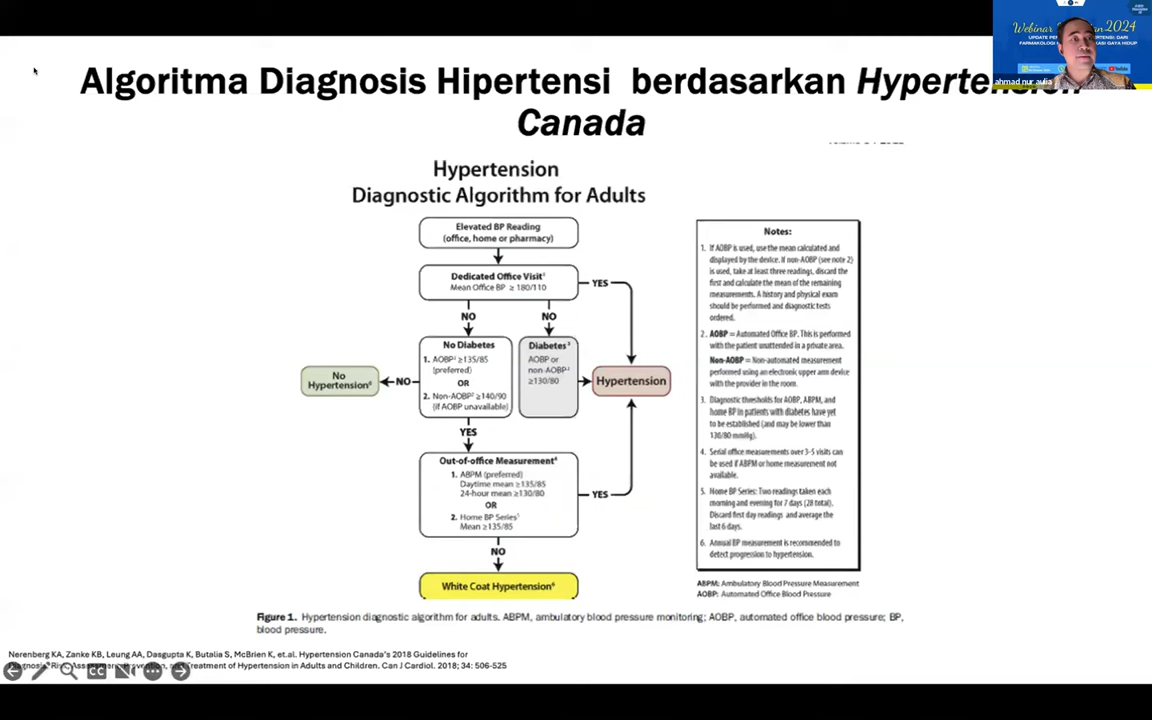 Webinar 2024
ahmad nur aulia
Algoritma Diagnosis Hipertensi berdasarkan Hypertension
Canada
Hypertension
Diagnostic Algorithm for Adults
Elevated BP Reading
(office, home or pharmacy)
Dedicated Office Visit¹
Mean Office BP ≥ 180/110
YES
NO
NO
No Diabetes
1. AOBP² ≥135/85
(preferred)
OR
2. Non-AOBP² ≥140/90
(if AOBP unavailable)
Diabetes³
AOBP or
non-AOBP²
≥130/80
NO
No
Hypertension⁶
Hypertension
YES
Out-of-office Measurement⁴
1. ABPM (preferred)
Daytime mean ≥135/85
24-hour mean ≥130/80
OR
2. Home BP Series⁵
Mean ≥135/85
YES
NO
White Coat Hypertension⁶
Notes:
1. If AOBP is used, use the mean calculated and
displayed by the device. If non-AOBP (see note 2)
is used, take at least three readings, discard the
first and calculate the mean of the remaining
measurements. A history and physical exam
should be performed and diagnostic tests
ordered.
2. AOBP = Automated Office BP. This is performed
with the patient unattended in a private area.
Non-AOBP = Non-automated measurement
performed using an electronic upper arm device
with the provider in the room.
3. Diagnostic thresholds for AOBP, ABPM, and
home BP in patients with diabetes have yet
to be established (and may be lower than
130/80 mmHg).
4. Serial office measurements over 3-5 visits can
be used if ABPM or home measurement not
available.
5. Home BP Series: Two readings taken each
morning and evening for 7 days (28 total).
Discard first day readings and average the
last 6 days.
6. Annual BP measurement is recommended to
detect progression to hypertension.
ABPM: Ambulatory Blood Pressure Measurement
AOBP: Automated Office Blood Pressure
Figure 1. Hypertension diagnostic algorithm for adults. ABPM, ambulatory blood pressure monitoring; AOBP, automated office blood pressure; BP,
blood pressure.
Nerenberg KA, Zanke KB, Leung AA, Dasgupta K, Butalia S, McBrien K, et.al. Hypertension Canada's 2018 Guidelines for
Diagnosis, Risk Assessment, Prevention, and Treatment of Hypertension in Adults and Children. Can J Cardiol. 2018; 34: 506-525
CC